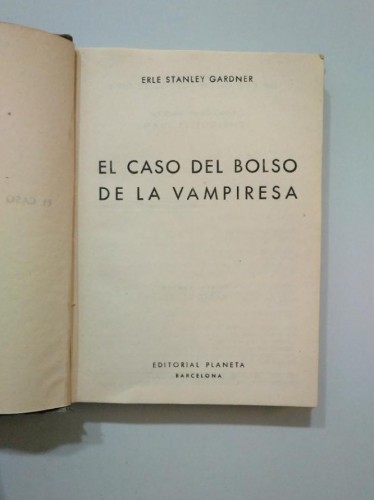 ERLE STANLEY GARDNER
EL CASO DEL BOLSO
DE LA VAMPIRESA
EDITORIAL PLANETA
BARCELONA